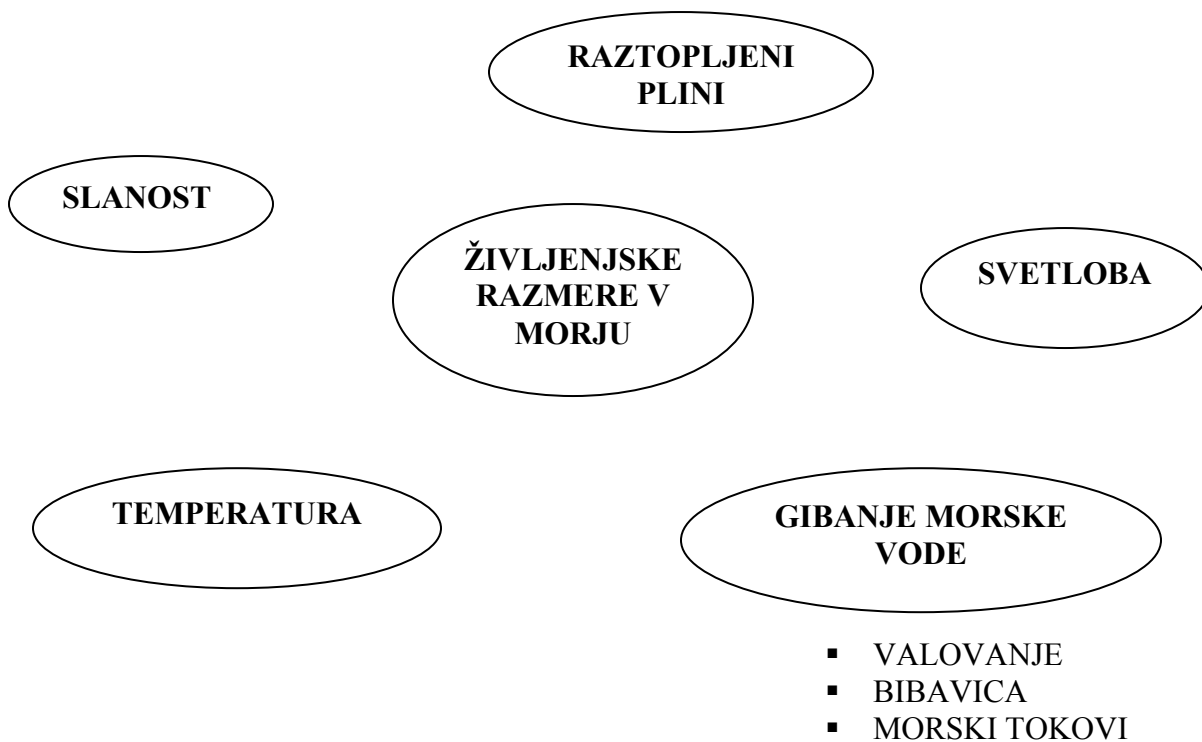 RAZTOPLJENI
PLINI
SLANOST
ŽIVLJENJSKE
RAZMERE V
MORJU
SVETLOBA
TEMPERATURA
GIBANJE MORSKE
VODE
▪ VALOVANJE
▪ BIBAVICA
▪ MORSKI TOKOVI